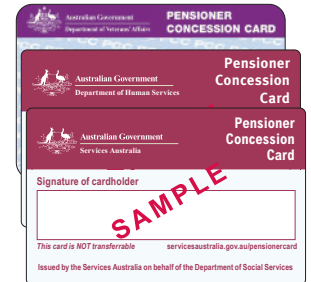 Australian Government
Department of Veterans' Affairs
PENSIONER
CONCESSION CARD
Australian Government
Department of Human Services
Pensioner
Concession
Card
Australian Government
Services Australia
Pensioner
Concession
Card
Signature of cardholder
SAMPLE
This card is NOT transferrable
servicesaustralia.gov.au/pensionercard
Issued by the Services Australia on behalf of the Department of Social Services